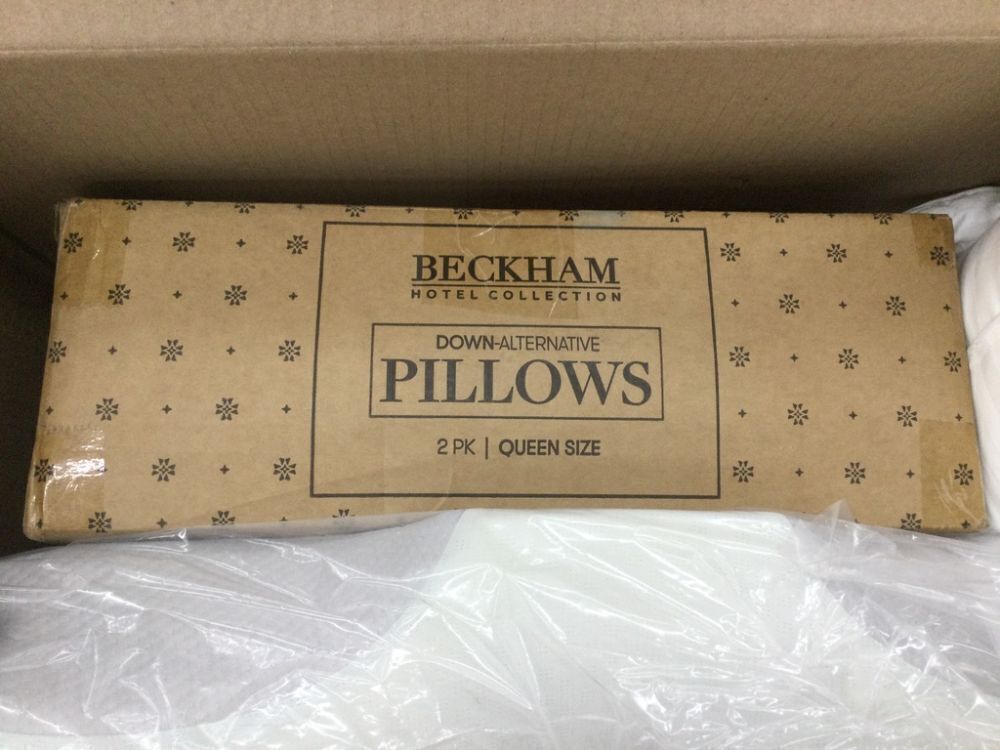 BECKHAM
HOTEL COLLECTION
DOWN-ALTERNATIVE
PILLOWS
2 PK | QUEEN SIZE